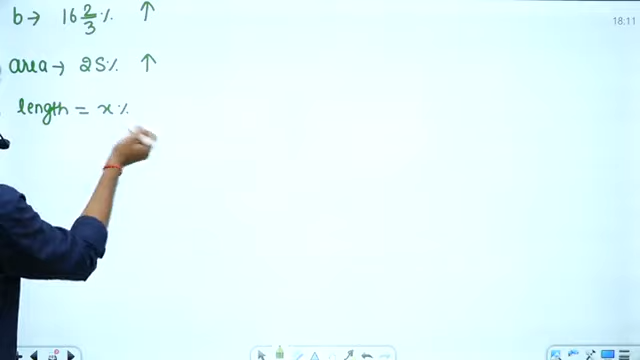 b → 16 2/3 % ↑
18:11
area → 25% ↑
length = x%